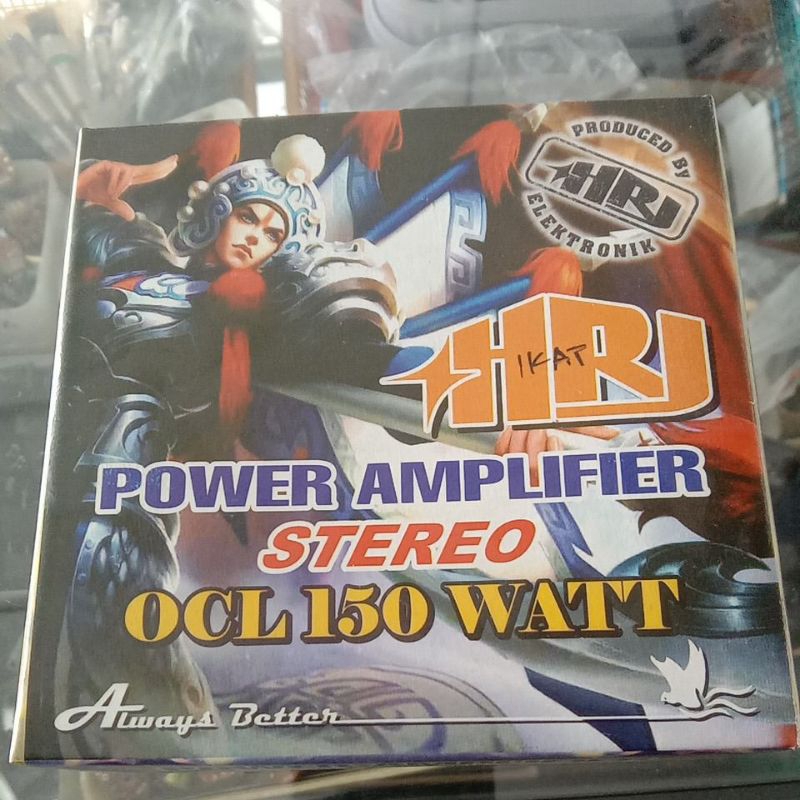 PRODUCED By
HRJ
ELEKTRONIK
HRJ
IKAT
POWER AMPLIFIER
STEREO
OCL 150 WATT
Always Better